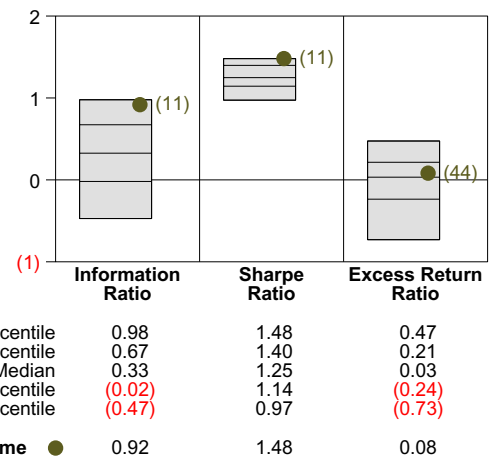 2
(11)
(11)
1
(44)
0
(1)
Information Ratio
Sharpe Ratio
Excess Return Ratio
centile 0.98 1.48 0.47
centile 0.67 1.40 0.21
Median 0.33 1.25 0.03
centile (0.02) 1.14 (0.24)
centile (0.47) 0.97 (0.73)
me 0.92 1.48 0.08